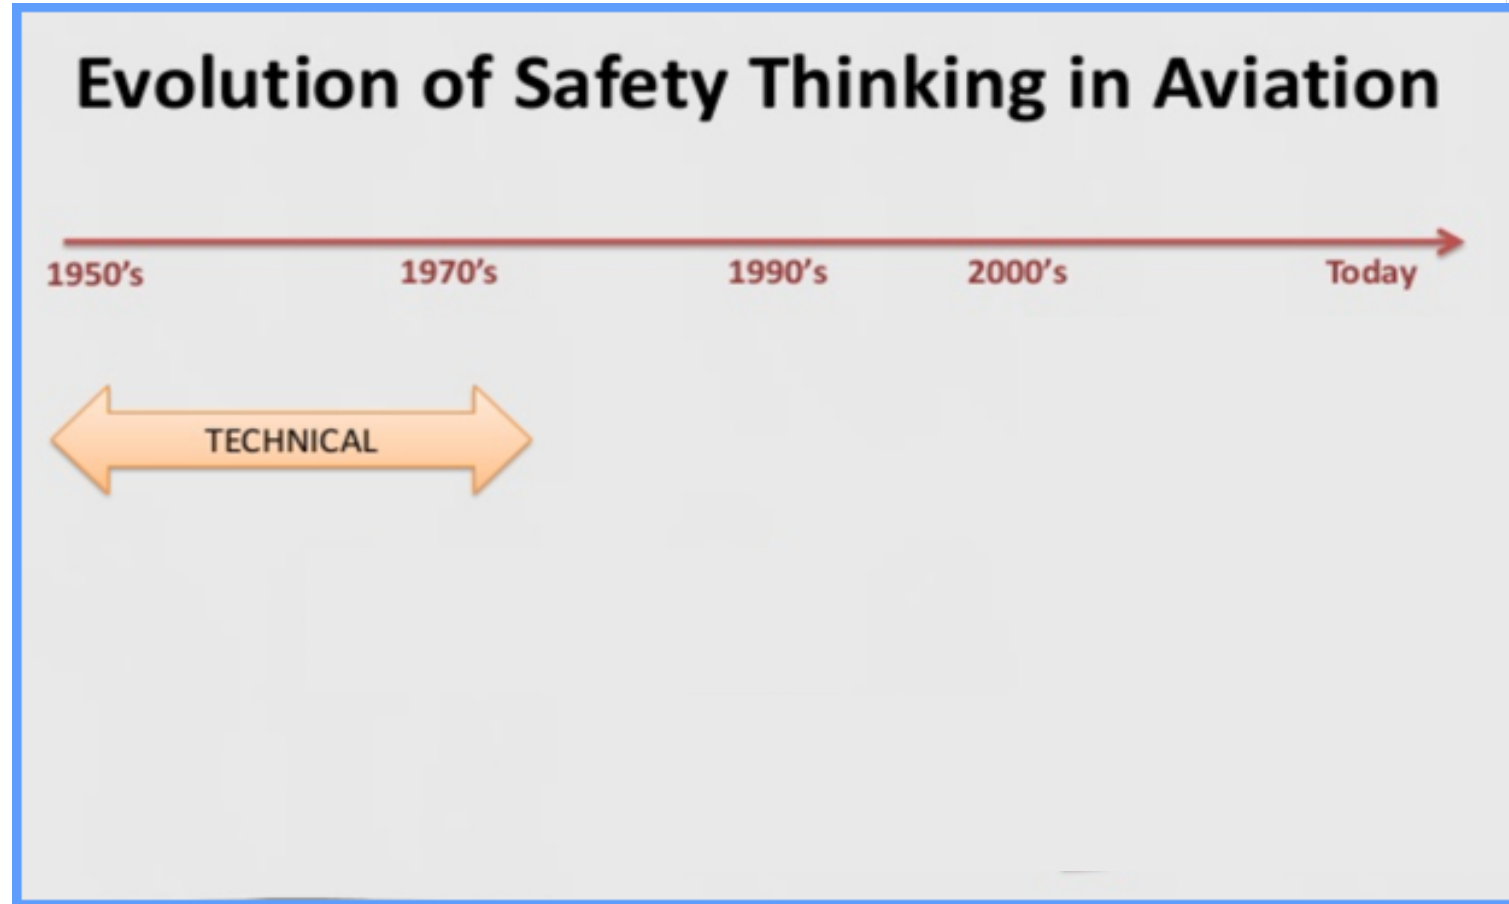 Evolution of Safety Thinking in Aviation
1950's 1970's 1990's 2000's Today
TECHNICAL